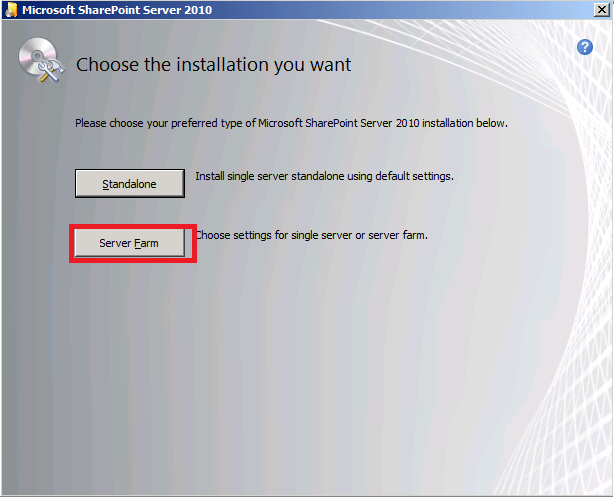 Microsoft SharePoint Server 2010
?
Choose the installation you want
Please choose your preferred type of Microsoft SharePoint Server 2010 installation below.
Standalone
Install single server standalone using default settings.
Server Farm
Choose settings for single server or server farm.